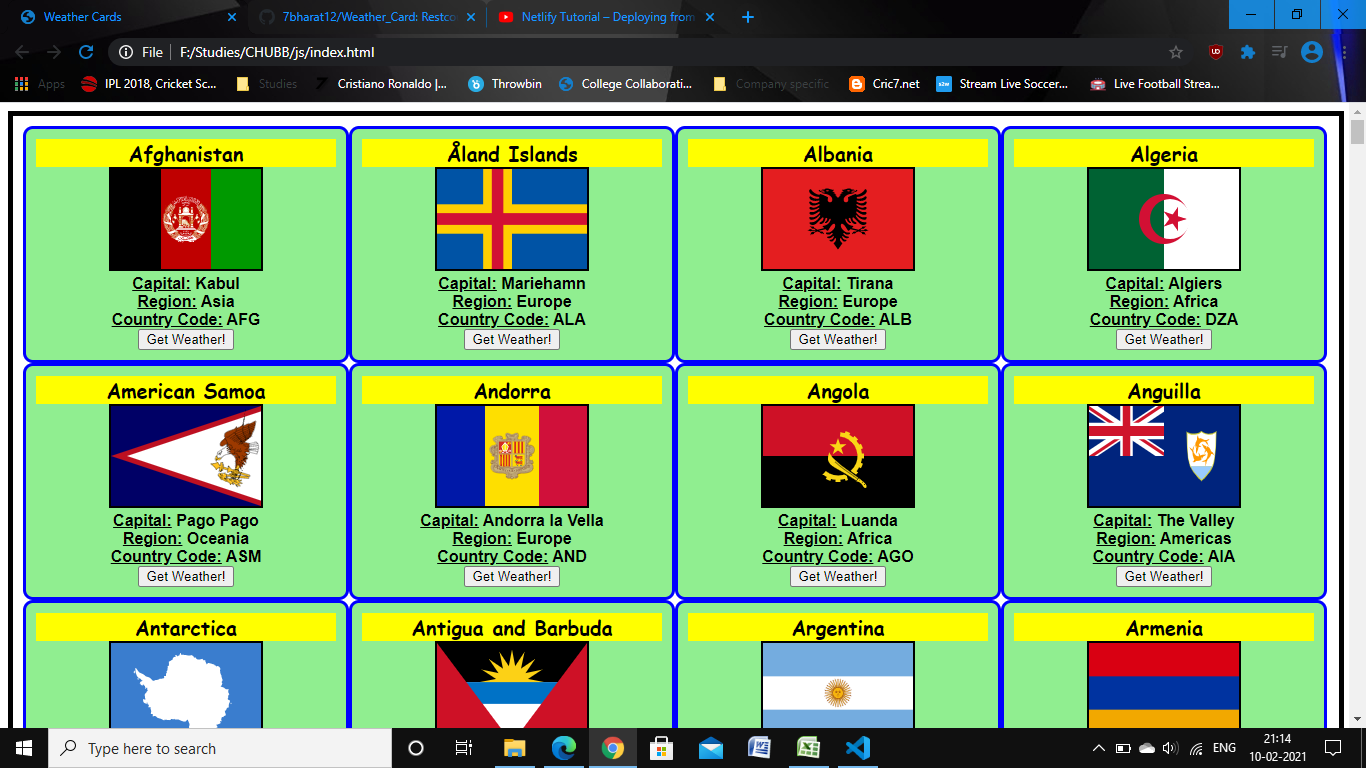 Weather Cards
7bharat12/Weather_Card: Restco
Netlify Tutorial – Deploying from
File
F:/Studies/CHUBB/js/index.html
Apps
IPL 2018, Cricket Sc...
Studies
Cristiano Ronaldo |...
Throwbin
College Collaborati...
Company specific
Cric7.net
Stream Live Soccer...
Live Football Strea...
Afghanistan
Capital: Kabul
Region: Asia
Country Code: AFG
Get Weather!
Åland Islands
Capital: Mariehamn
Region: Europe
Country Code: ALA
Get Weather!
Albania
Capital: Tirana
Region: Europe
Country Code: ALB
Get Weather!
Algeria
Capital: Algiers
Region: Africa
Country Code: DZA
Get Weather!
American Samoa
Capital: Pago Pago
Region: Oceania
Country Code: ASM
Get Weather!
Andorra
Capital: Andorra la Vella
Region: Europe
Country Code: AND
Get Weather!
Angola
Capital: Luanda
Region: Africa
Country Code: AGO
Get Weather!
Anguilla
Capital: The Valley
Region: Americas
Country Code: AIA
Get Weather!
Antarctica
Antigua and Barbuda
Argentina
Armenia
Type here to search
ENG
21:14
10-02-2021